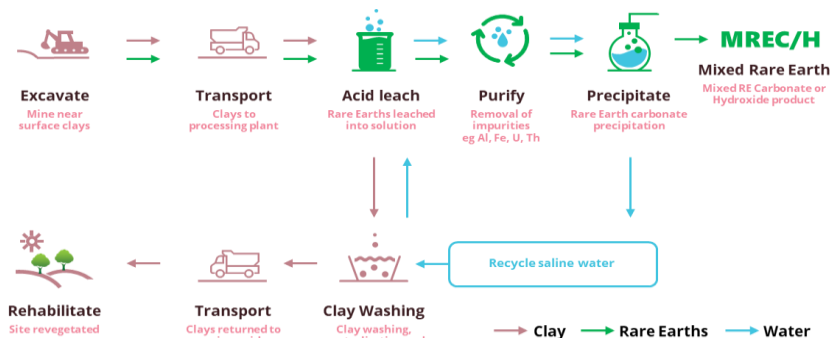 MREC/H
Excavate
Mine near
surface clays
Transport
Clays to
processing plant
Acid leach
Rare Earths leached
into solution
Purify
Removal of
impurities
eg Al, Fe, U, Th
Precipitate
Rare Earth carbonate
precipitation
Mixed Rare Earth
Mixed RE Carbonate or
Hydroxide product
Recycle saline water
Rehabilitate
Site revegetated
Transport
Clays returned to
Clay Washing
Clay washing,
Clay
Rare Earths
Water